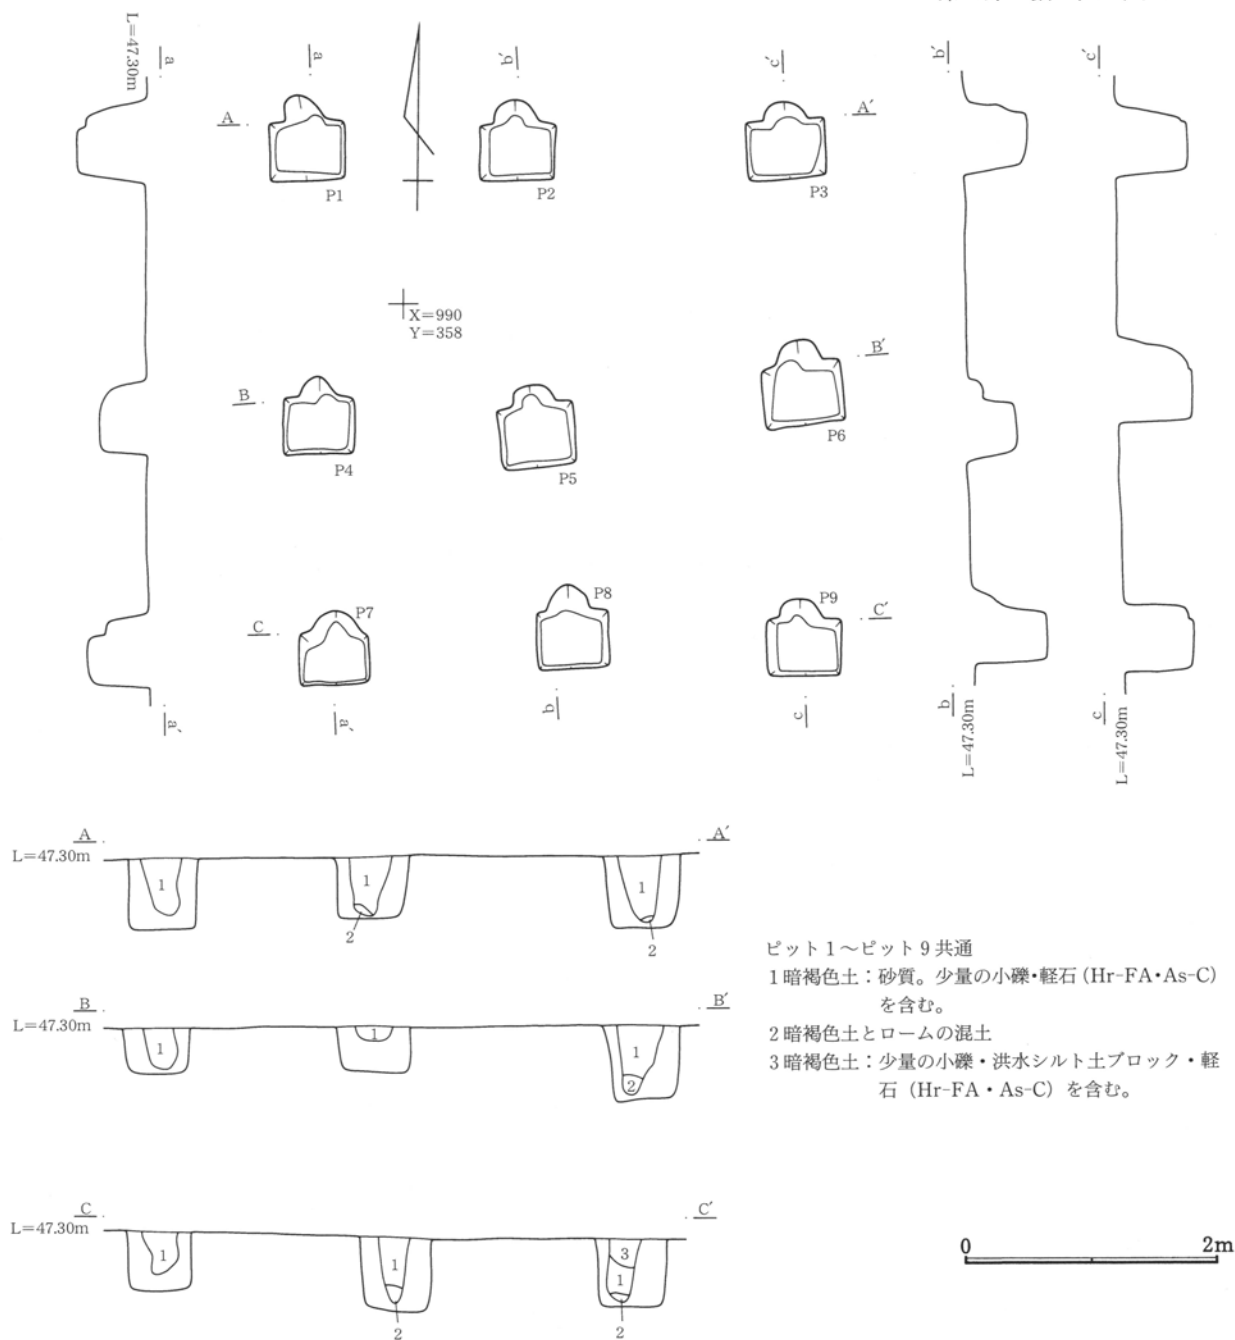 L=47.30m
a
a
b′
c′
b′
c′
A
A′
P1
P2
P3
X=990
Y=358
B
B′
P4
P5
P6
C
P7
P8
P9
C′
a′
a′
b
c
b
L=47.30m
c
L=47.30m
A
A′
L=47.30m
1
1
1
2
2
B
B′
L=47.30m
1
1
1
2
ピット1～ピット9共通
1暗褐色土：砂質。少量の小礫・軽石(Hr-FA・As-C)
を含む。
2暗褐色土とロームの混土
3暗褐色土：少量の小礫・洪水シルト土ブロック・軽
石（Hr-FA・As-C）を含む。
C
C′
L=47.30m
1
1
3
1
2
2
0
2m